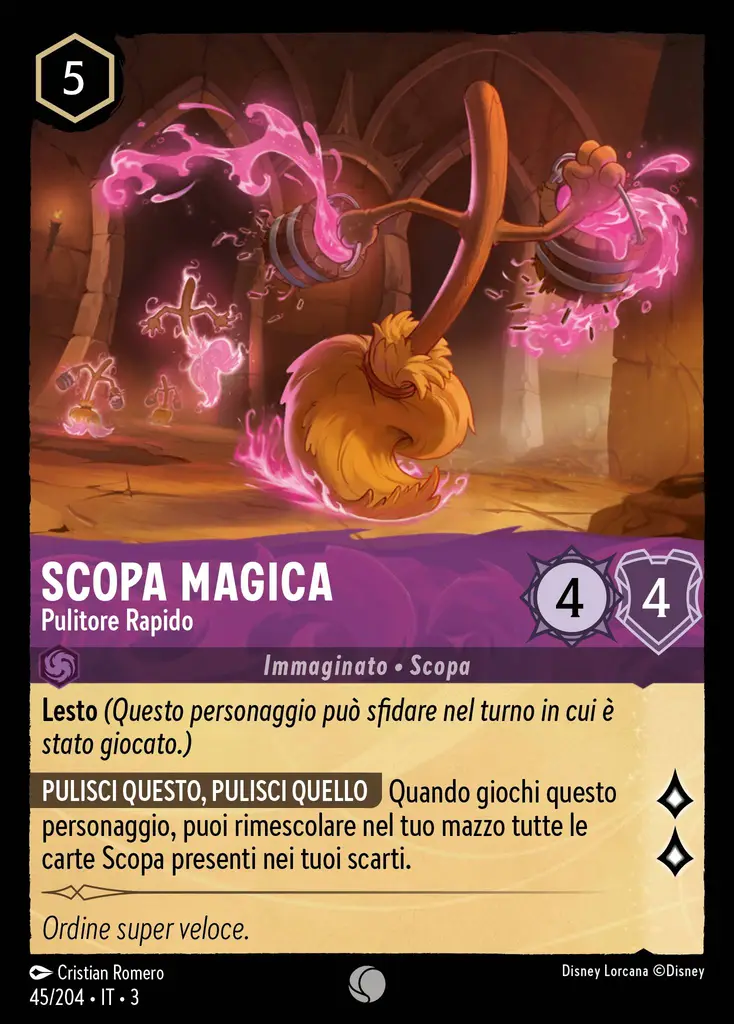 5
SCOPA MAGICA
Pulitore Rapido
4
4
Immaginato • Scopa
Lesto (Questo personaggio può sfidare nel turno in cui è
stato giocato.)
PULISCI QUESTO, PULISCI QUELLO Quando giochi questo
personaggio, puoi rimescolare nel tuo mazzo tutte le
carte Scopa presenti nei tuoi scarti.
Ordine super veloce.
Cristian Romero
Disney Lorcana ©Disney
45/204 • IT • 3